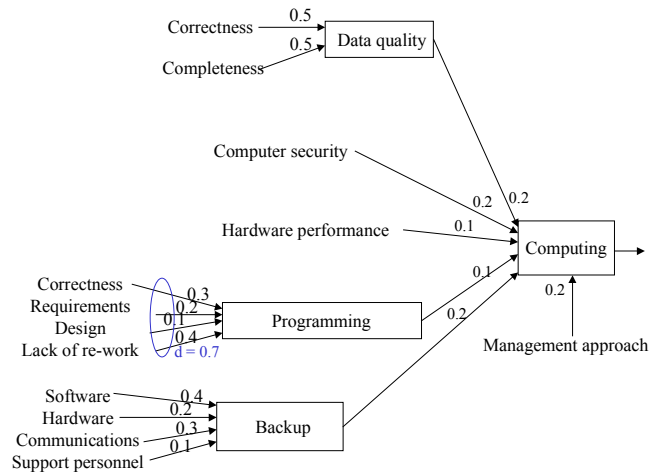 Correctness
0.5
Completeness
0.5
Data quality
Computer security
0.2
0.2
Hardware performance
0.1
Computing
Correctness
0.3
Requirements
0.2
Design
0.1
Lack of re-work
0.4
d = 0.7
Programming
0.1
0.2
0.2
Management approach
Software
0.4
Hardware
0.2
Communications
0.3
Support personnel
0.1
Backup